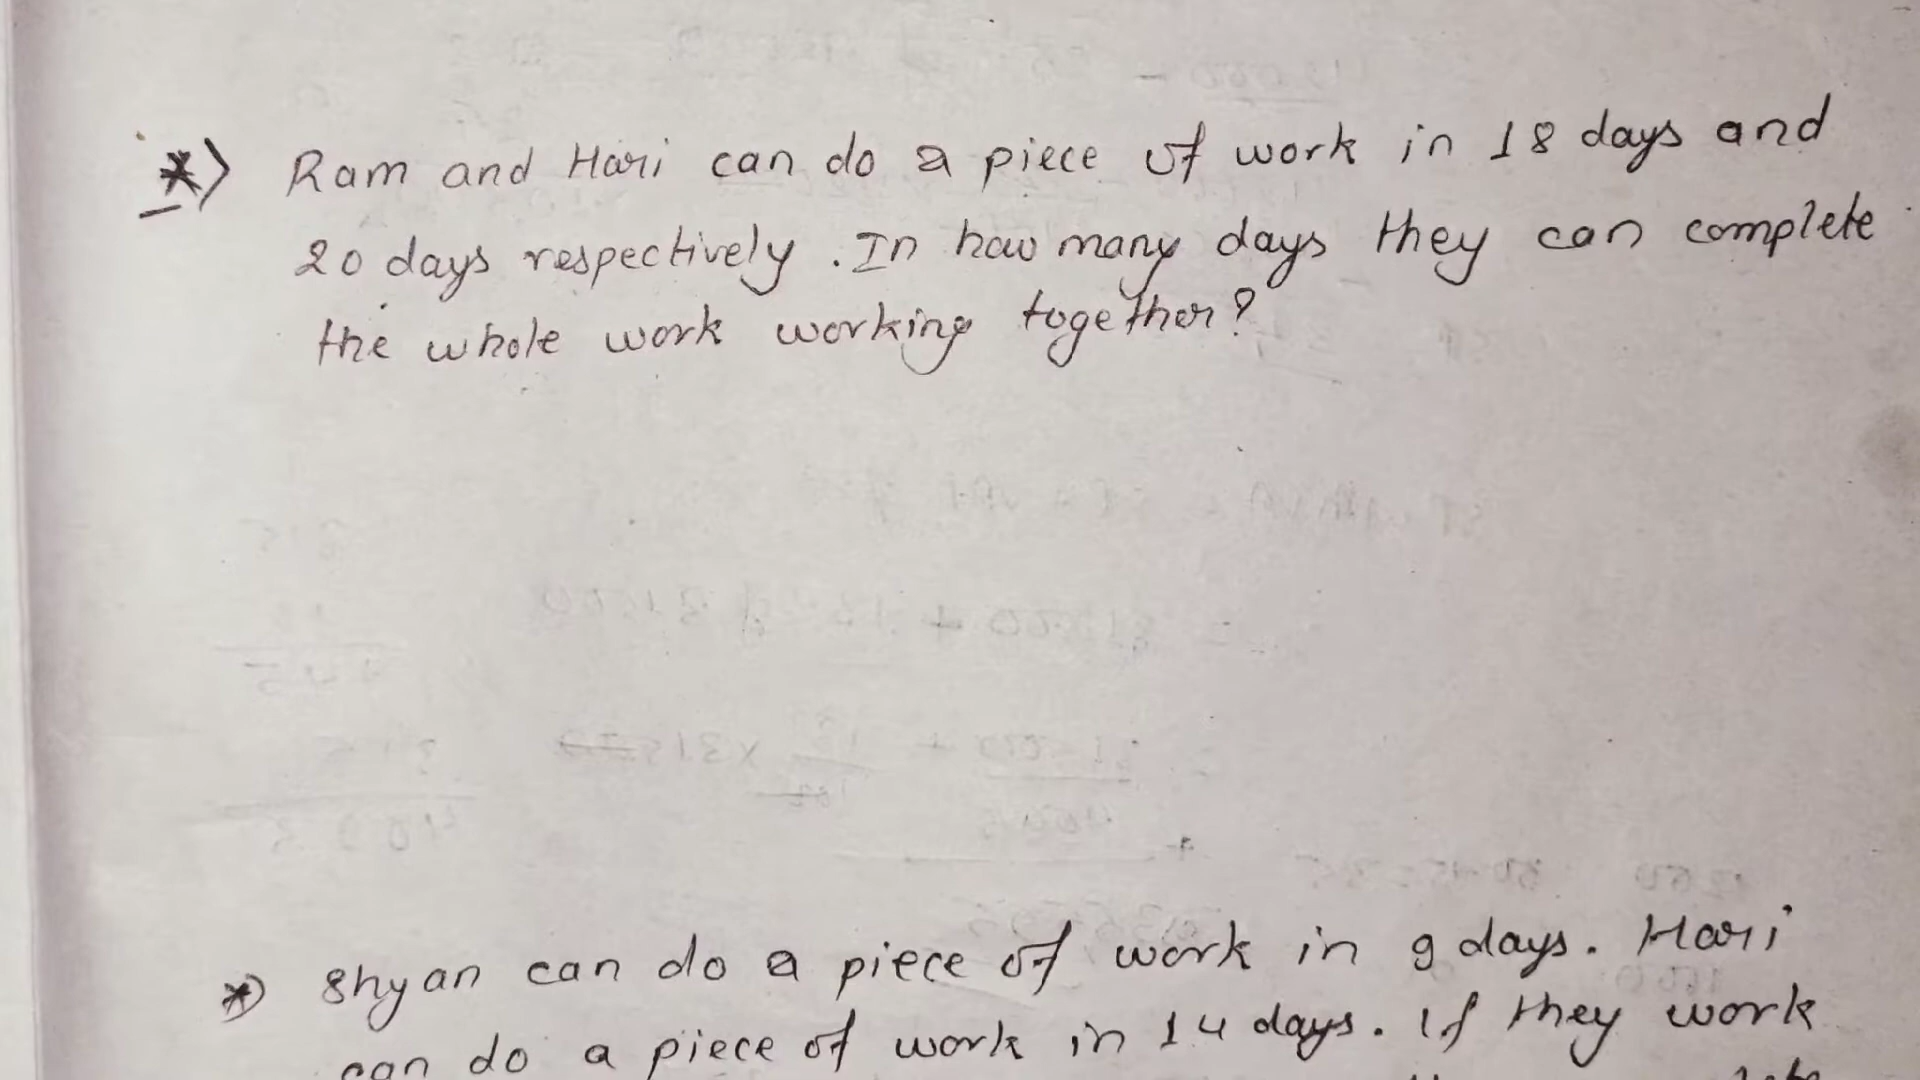 *) Ram and Hari can do a piece of work in 18 days and
20 days respectively. In how many days they can complete
the whole work working together?
*) Shyan can do a piece of work in 9 days. Hari
can do a piece of work in 14 days. If they work